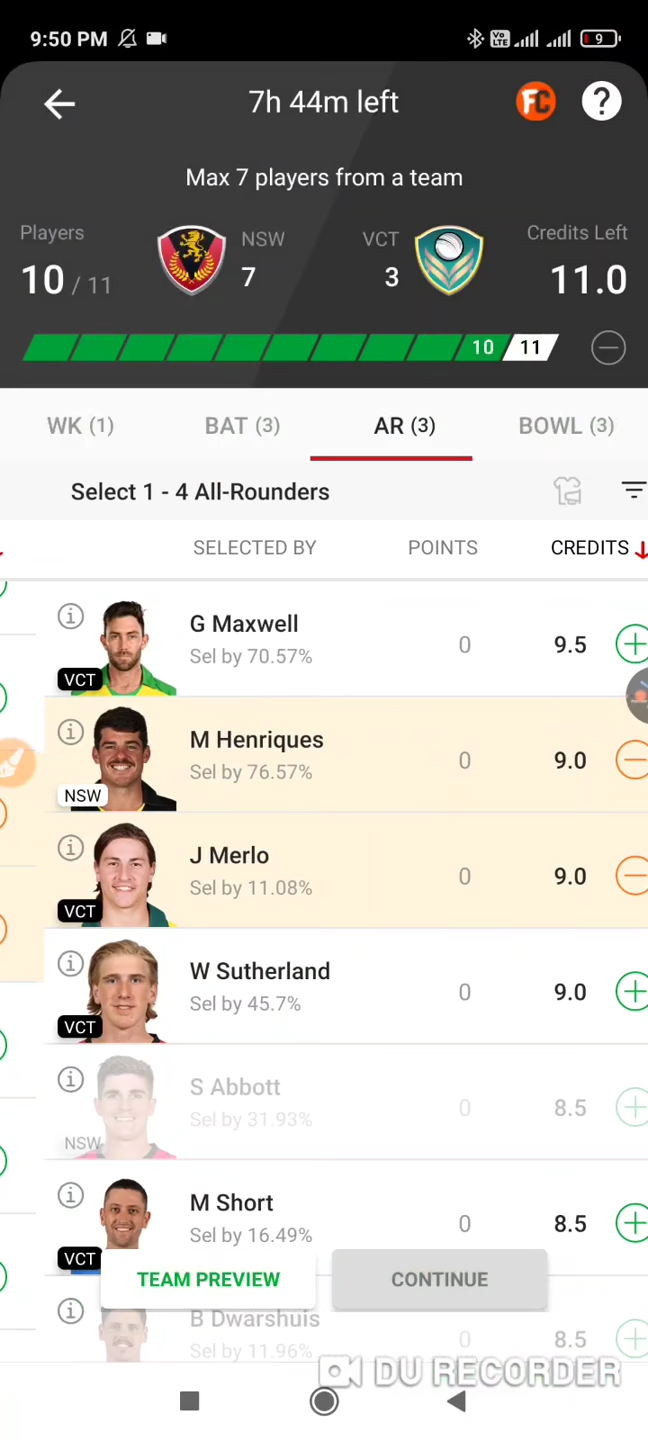 9:50 PM Vo LTE 9
7h 44m left FC ?
Max 7 players from a team
Players NSW VCT Credits Left
10 / 11 7 3 11.0
10 11
WK (1) BAT (3) AR (3) BOWL (3)
Select 1 - 4 All-Rounders
SELECTED BY POINTS CREDITS
G Maxwell
Sel by 70.57% 0 9.5
VCT
M Henriques
Sel by 76.57% 0 9.0
NSW
J Merlo
Sel by 11.08% 0 9.0
VCT
W Sutherland
Sel by 45.7% 0 9.0
VCT
S Abbott
Sel by 31.93% 0 8.5
NSW
M Short
Sel by 16.49% 0 8.5
VCT
TEAM PREVIEW CONTINUE
B Dwarshuis
Sel by 11.96% 0 8.5
DU RECORDER